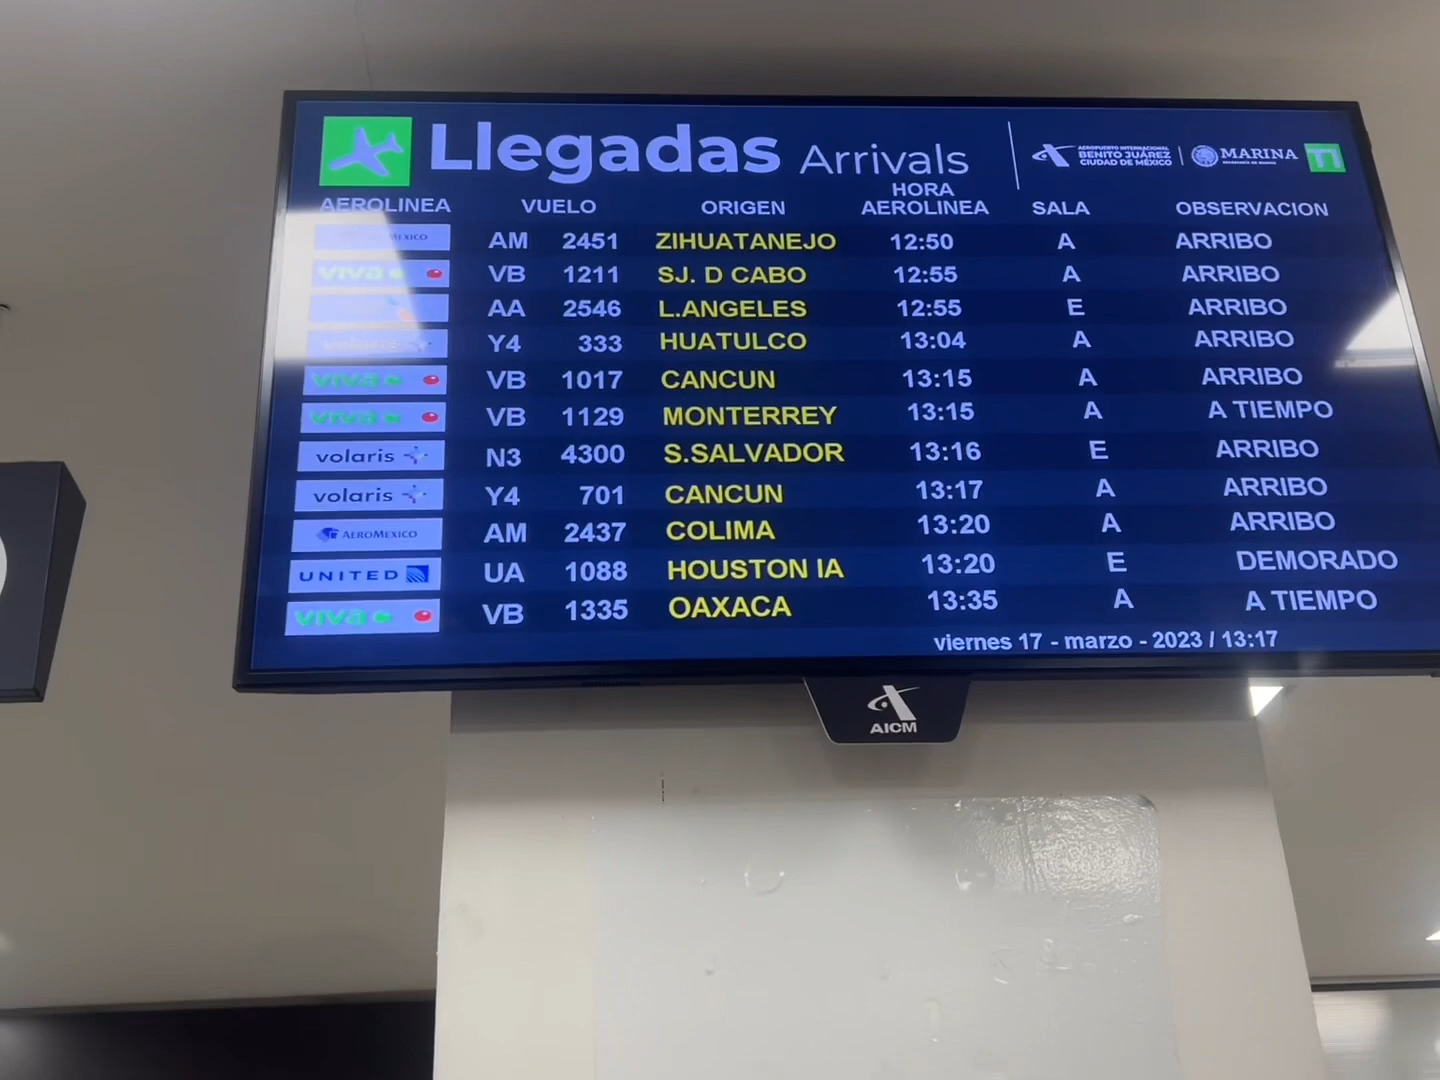 Llegadas Arrivals
AEROPUERTO INTERNACIONAL
BENITO JUÁREZ
CIUDAD DE MÉXICO
MARINA
AEROLINEA VUELO ORIGEN HORA AEROLINEA SALA OBSERVACION
AM 2451 ZIHUATANEJO 12:50 A ARRIBO
viva VB 1211 SJ. D CABO 12:55 A ARRIBO
AA 2546 L.ANGELES 12:55 E ARRIBO
volaris Y4 333 HUATULCO 13:04 A ARRIBO
viva VB 1017 CANCUN 13:15 A ARRIBO
viva VB 1129 MONTERREY 13:15 A A TIEMPO
volaris N3 4300 S.SALVADOR 13:16 E ARRIBO
volaris Y4 701 CANCUN 13:17 A ARRIBO
AEROMEXICO AM 2437 COLIMA 13:20 A ARRIBO
UNITED UA 1088 HOUSTON IA 13:20 E DEMORADO
viva VB 1335 OAXACA 13:35 A A TIEMPO
viernes 17 - marzo - 2023 / 13:17
AICM